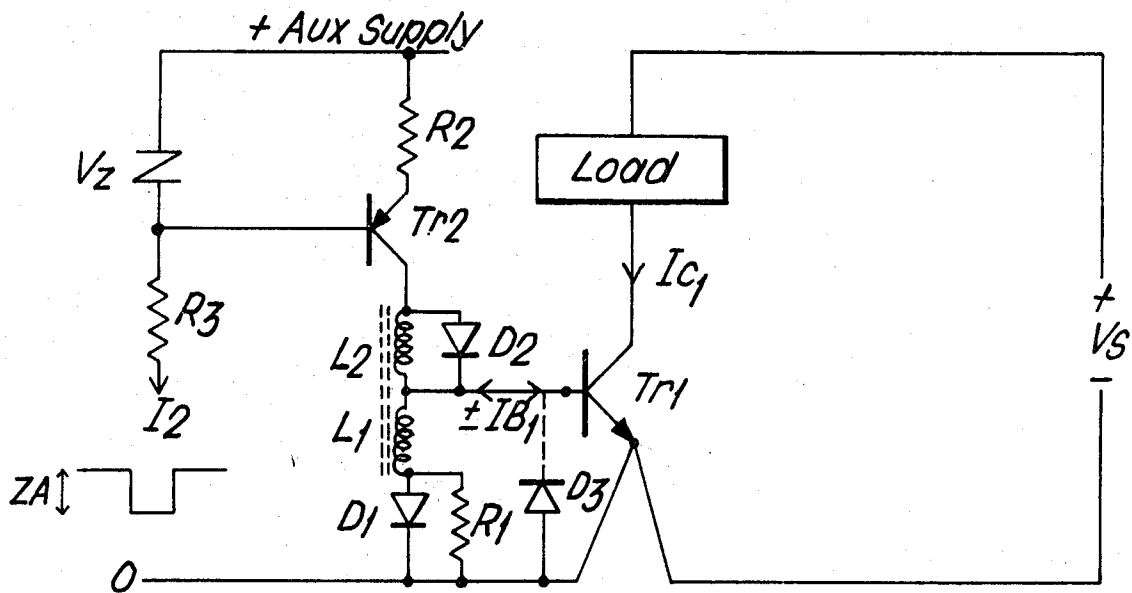 + Aux Supply
R2
Load
Vz
Tr2
R3
Ic1
+
Vs
-
L2
D2
Tr1
I2
± IB1
L1
ZA
D1
R1
D3
0